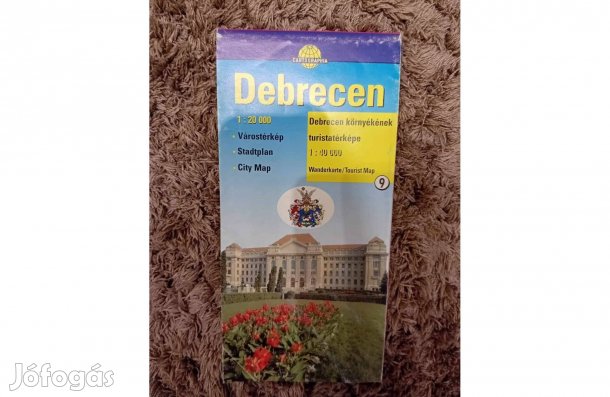 CARTOGRAPHIA
Debrecen
1 : 20 000
• Várostérkép
• Stadtplan
• City Map
Debrecen környékének
turistatérképe
1 : 40 000
Wanderkarte/Tourist Map
9
Jófogás